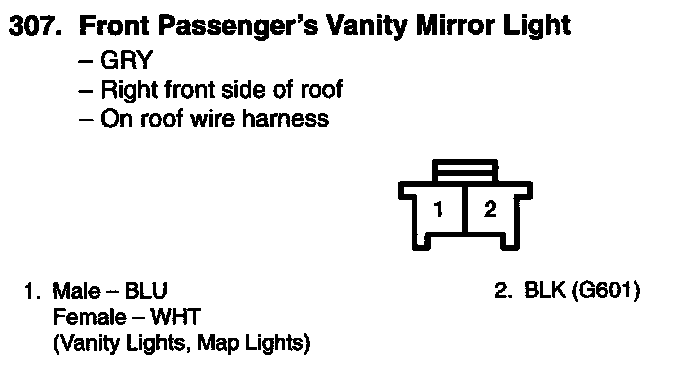 307. Front Passenger's Vanity Mirror Light
– GRY
– Right front side of roof
– On roof wire harness
1 2
1. Male – BLU
Female – WHT
(Vanity Lights, Map Lights)
2. BLK (G601)